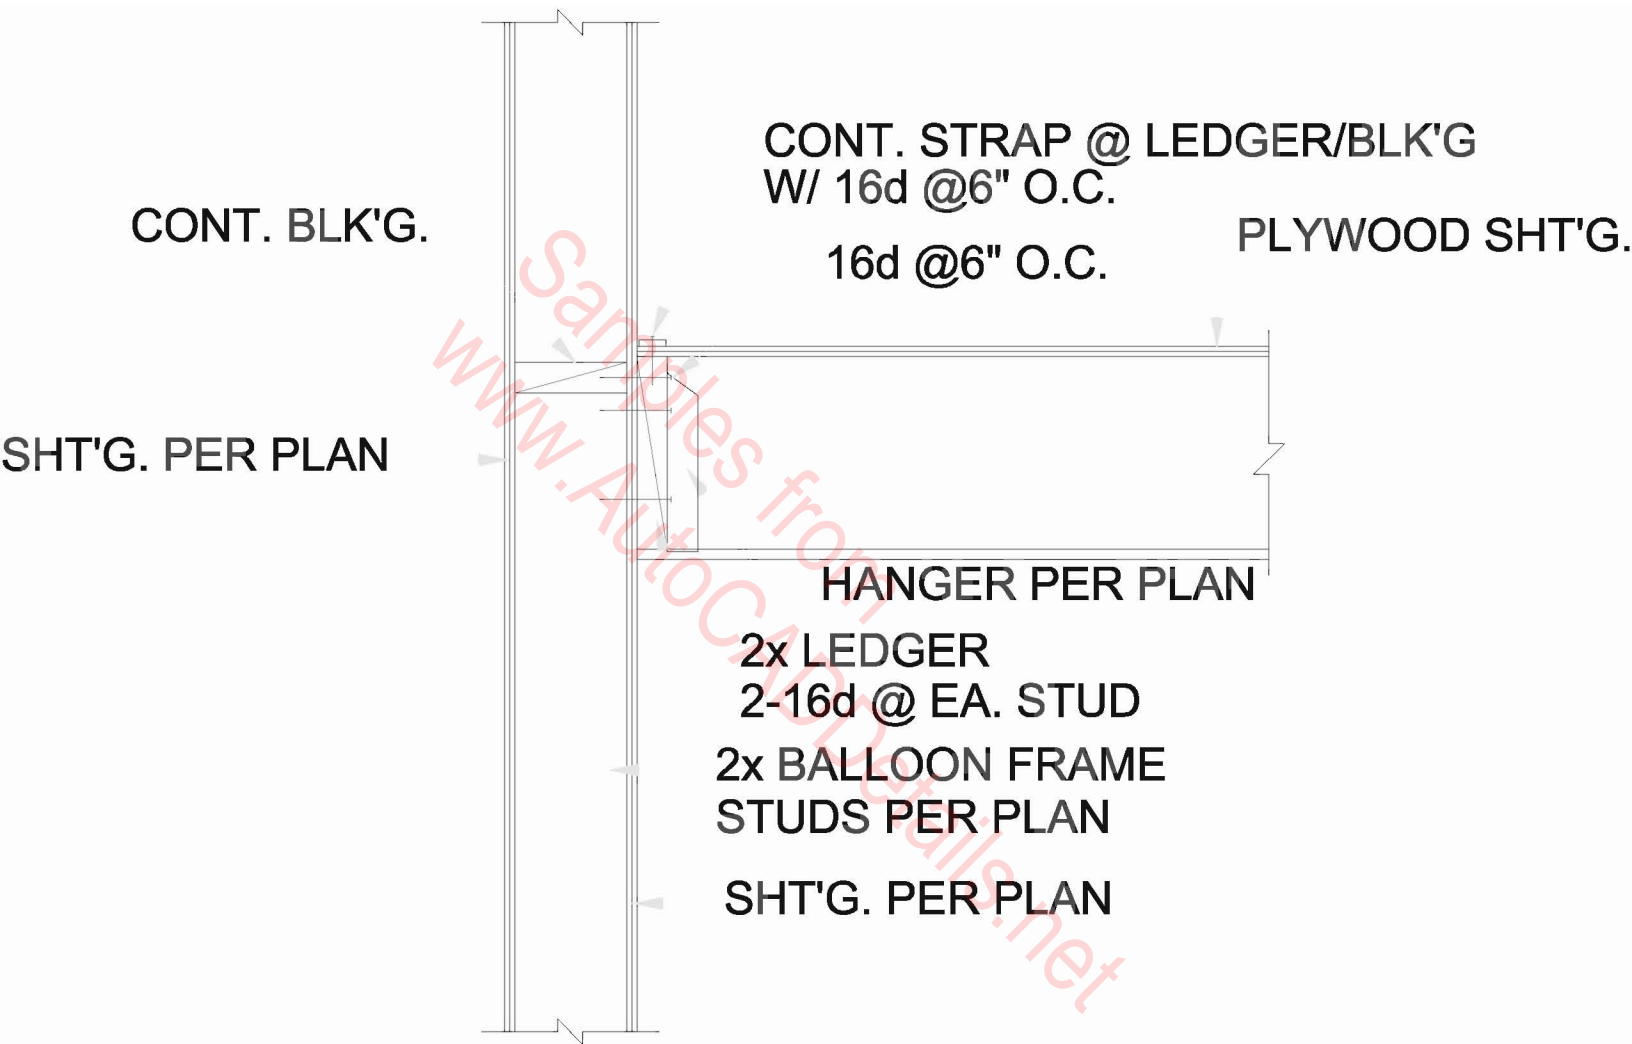 CONT. STRAP @ LEDGER/BLK'G
W/ 16d @6" O.C.
CONT. BLK'G.
PLYWOOD SHT'G.
16d @6" O.C.
SHT'G. PER PLAN
HANGER PER PLAN
2x LEDGER
2-16d @ EA. STUD
2x BALLOON FRAME
STUDS PER PLAN
SHT'G. PER PLAN
Samples from
www.AutoCADDetails.net